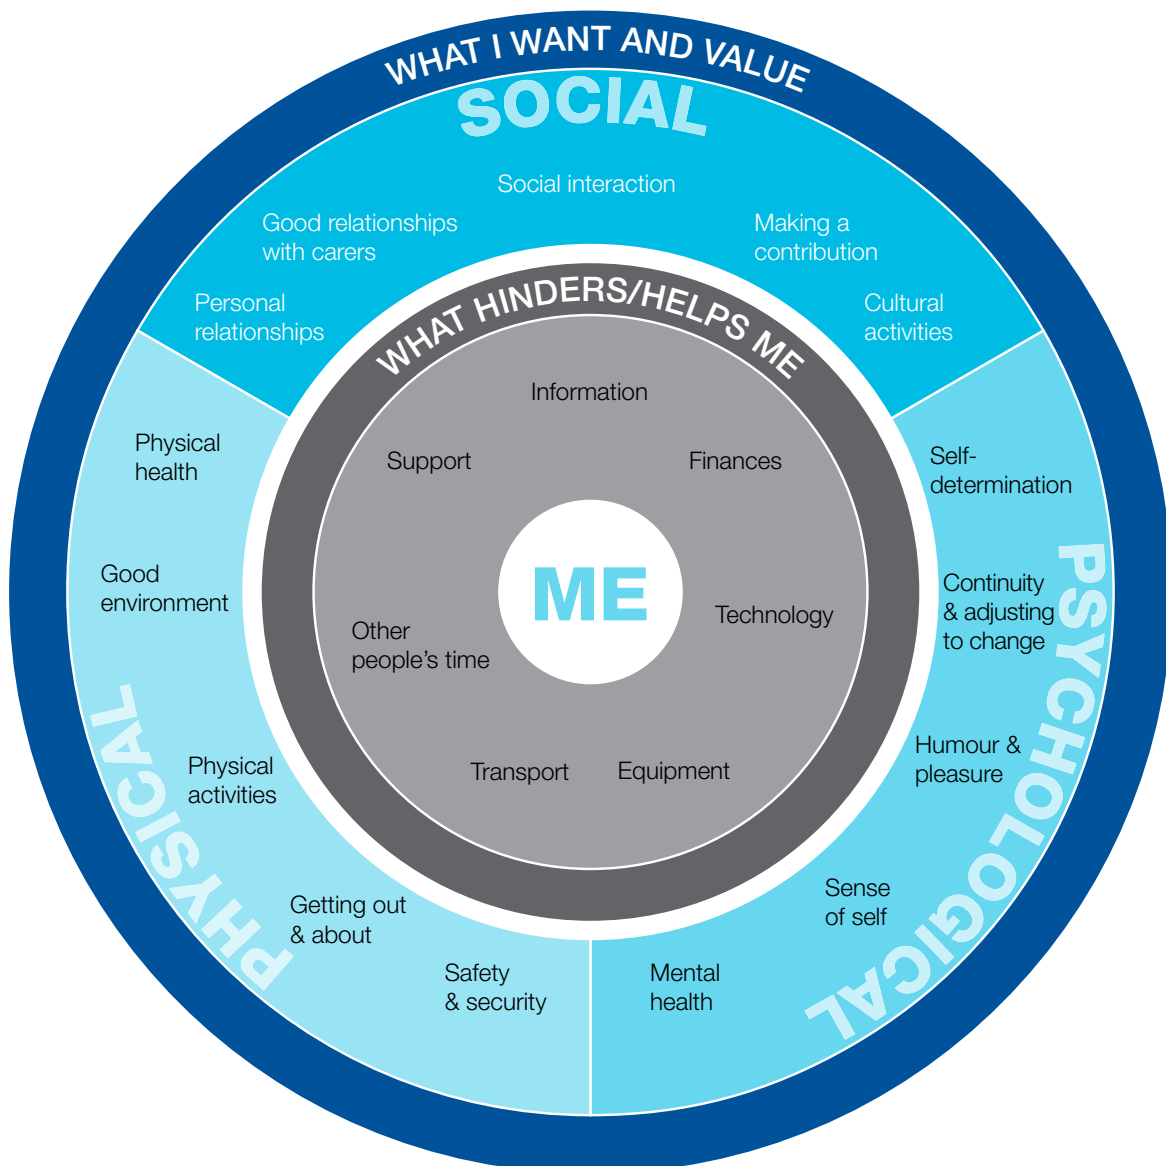 WHAT I WANT AND VALUE
SOCIAL
Social interaction
Good relationships
with carers
Making a
contribution
Personal
relationships
Cultural
activities
WHAT HINDERS/HELPS ME
Information
Support
Finances
ME
Technology
Other
people’s time
Transport
Equipment
Physical
health
Good
environment
PHYSICAL
Physical
activities
Getting out
& about
Safety
& security
Self-
determination
Continuity
& adjusting
to change
PSYCHOLOGICAL
Humour &
pleasure
Sense
of self
Mental
health